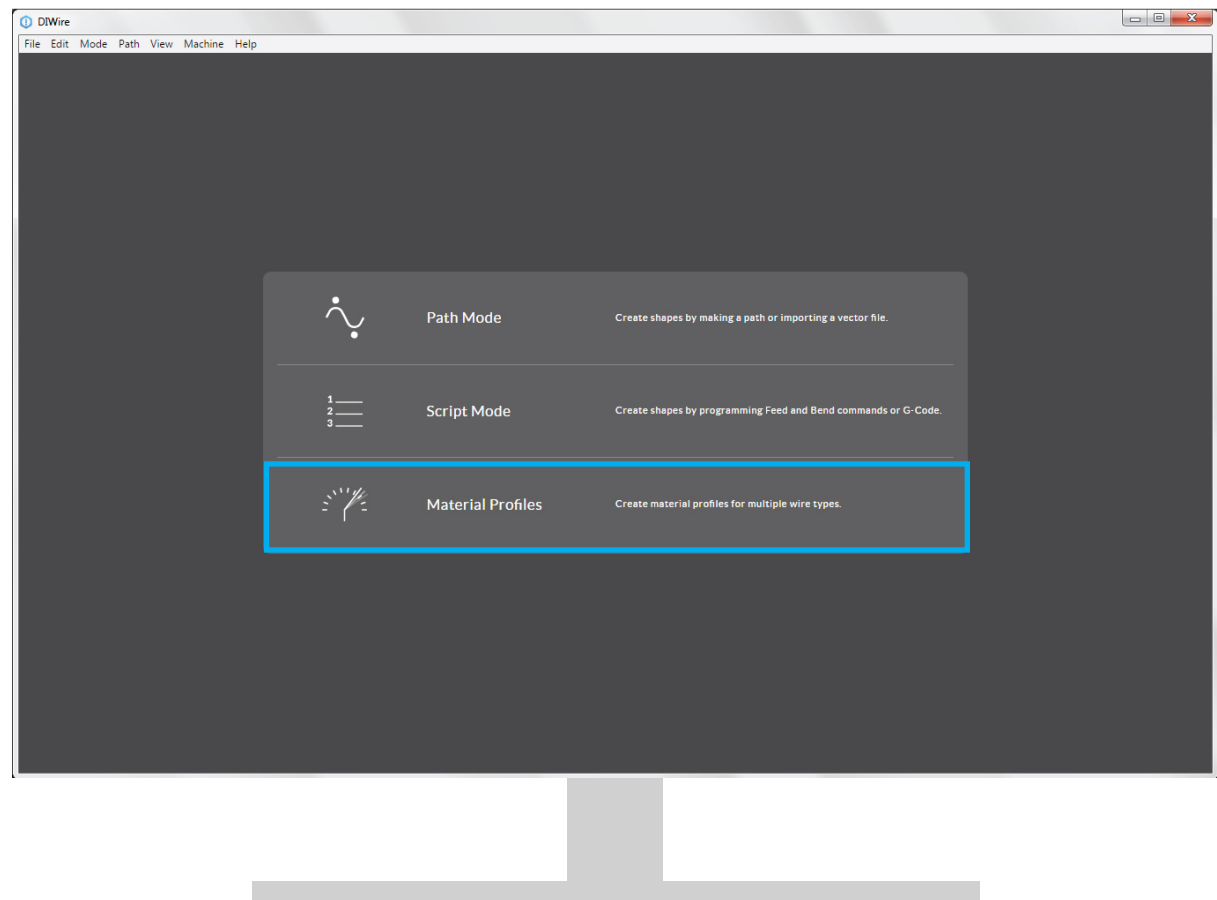 DIWire
File Edit Mode Path View Machine Help
Path Mode Create shapes by making a path or importing a vector file.
1
2
3
Script Mode Create shapes by programming Feed and Bend commands or G-Code.
Material Profiles Create material profiles for multiple wire types.